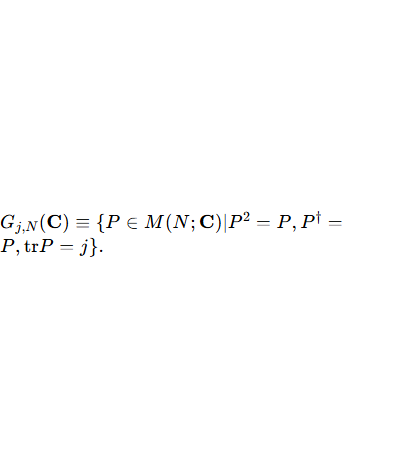 G_{j,N}(𝐂) ≡ {P ∈ M(N; 𝐂)|P² = P, P^† =
P, trP = j}.